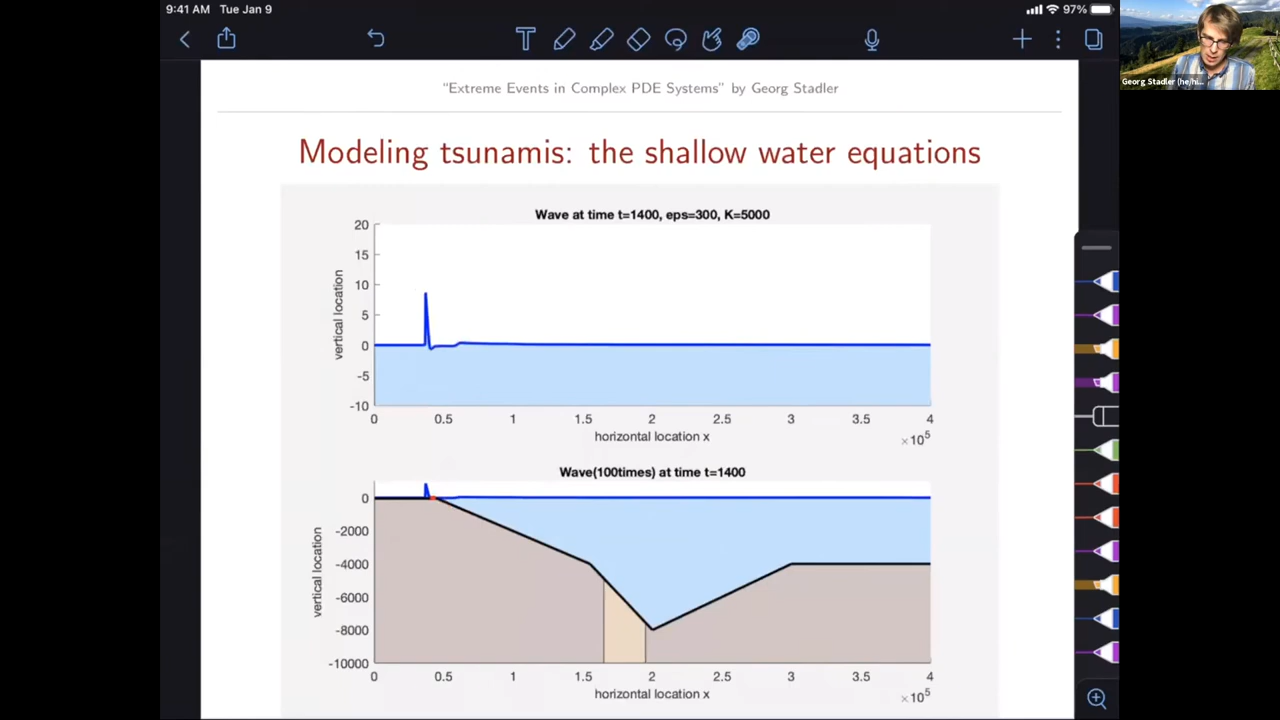 9:41 AM Tue Jan 9
97%
Georg Stadler (he/hi...
"Extreme Events in Complex PDE Systems" by Georg Stadler
Modeling tsunamis: the shallow water equations
Wave at time t=1400, eps=300, K=5000
20
15
10
5
0
-5
-10
vertical location
0 0.5 1 1.5 2 2.5 3 3.5 4
horizontal location x
×10^5
Wave(100times) at time t=1400
0
-2000
-4000
-6000
-8000
-10000
vertical location
0 0.5 1 1.5 2 2.5 3 3.5 4
horizontal location x
×10^5